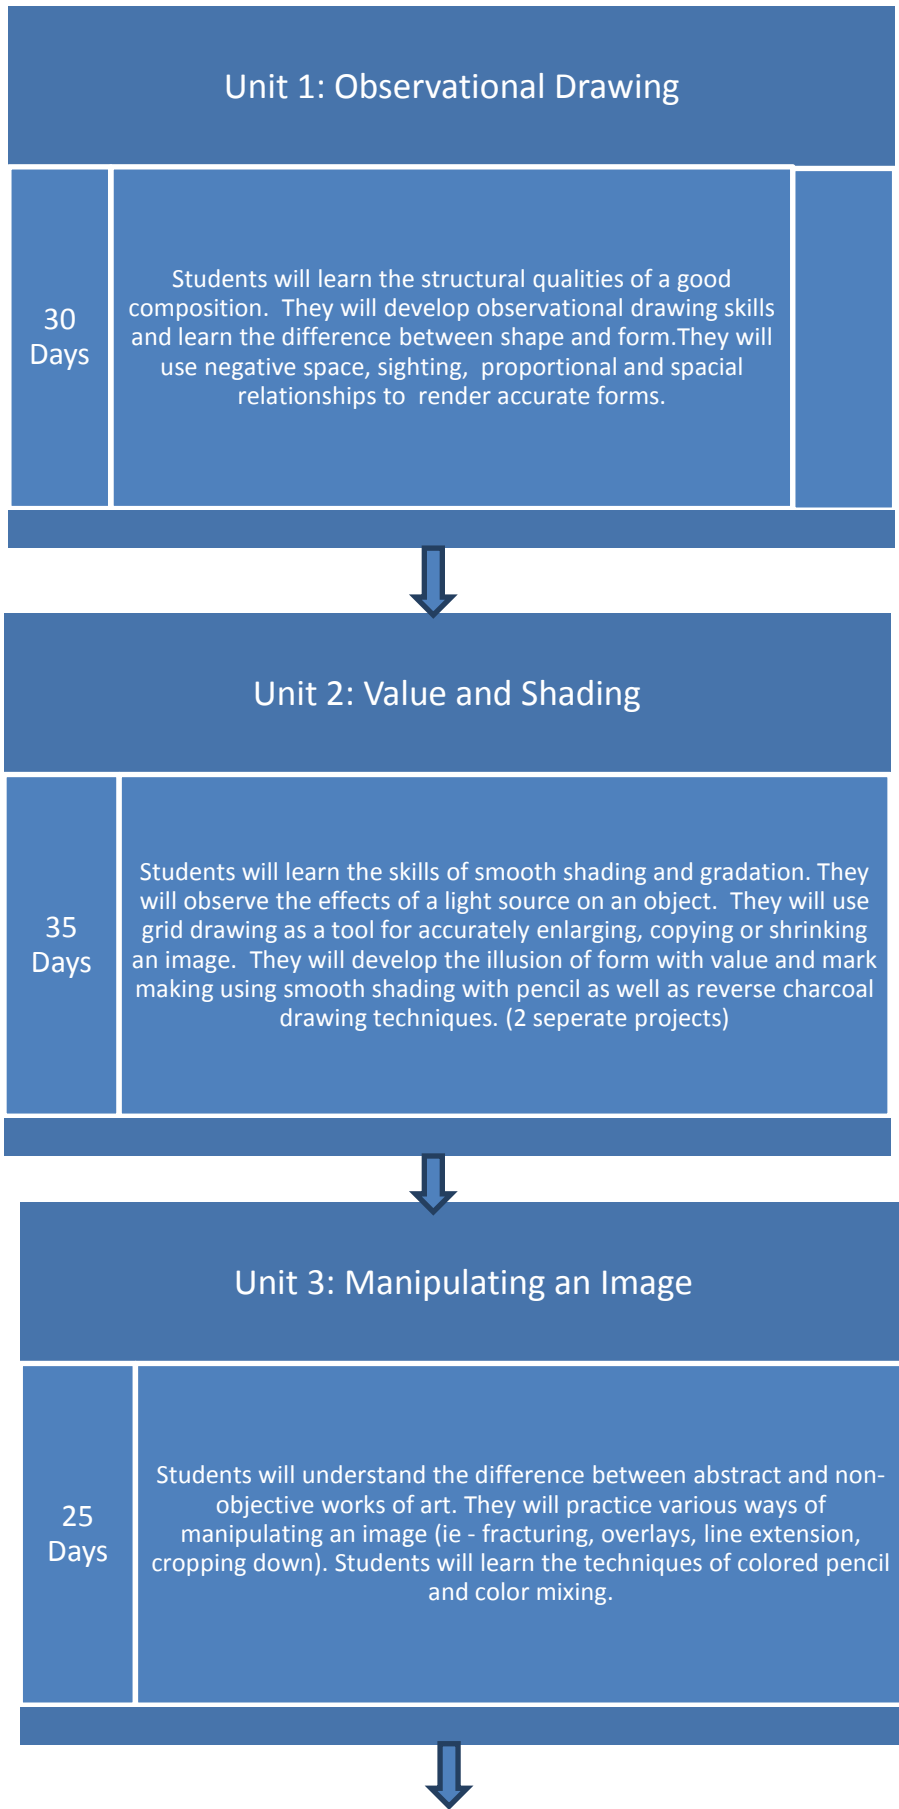 Unit 1: Observational Drawing
30
Days
Students will learn the structural qualities of a good
composition.  They will develop observational drawing skills
and learn the difference between shape and form.They will
use negative space, sighting,  proportional and spacial
relationships to  render accurate forms.
Unit 2: Value and Shading
35
Days
Students will learn the skills of smooth shading and gradation. They
will observe the effects of a light source on an object.  They will use
grid drawing as a tool for accurately enlarging, copying or shrinking
an image.  They will develop the illusion of form with value and mark
making using smooth shading with pencil as well as reverse charcoal
drawing techniques. (2 seperate projects)
Unit 3: Manipulating an Image
25
Days
Students will understand the difference between abstract and non-
objective works of art. They will practice various ways of
manipulating an image (ie - fracturing, overlays, line extension,
cropping down). Students will learn the techniques of colored pencil
and color mixing.